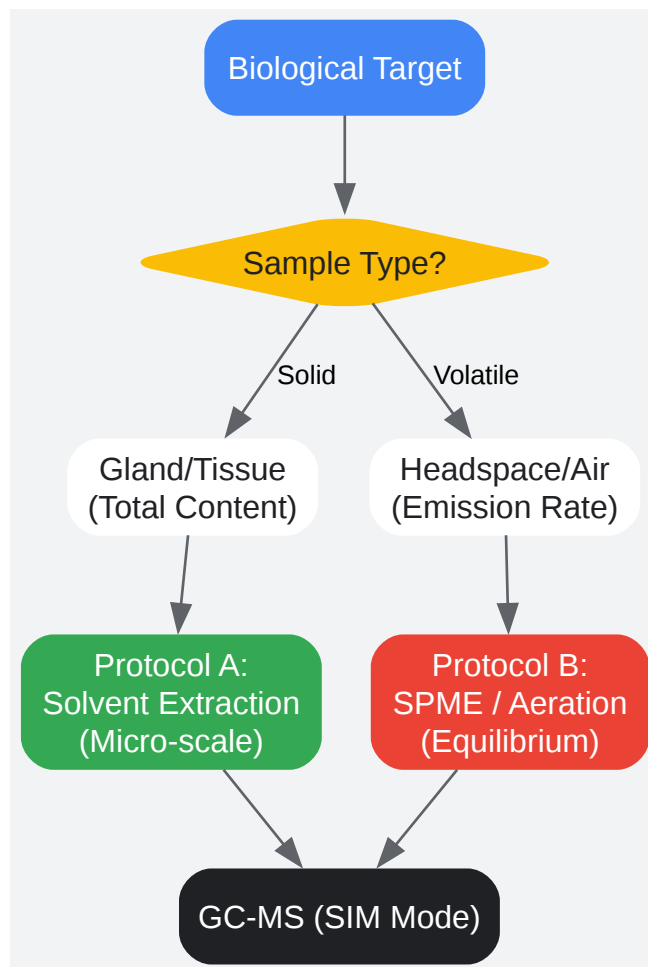 Biological Target
Sample Type?
Solid
Volatile
Gland/Tissue
(Total Content)
Headspace/Air
(Emission Rate)
Protocol A:
Solvent Extraction
(Micro-scale)
Protocol B:
SPME / Aeration
(Equilibrium)
GC-MS (SIM Mode)